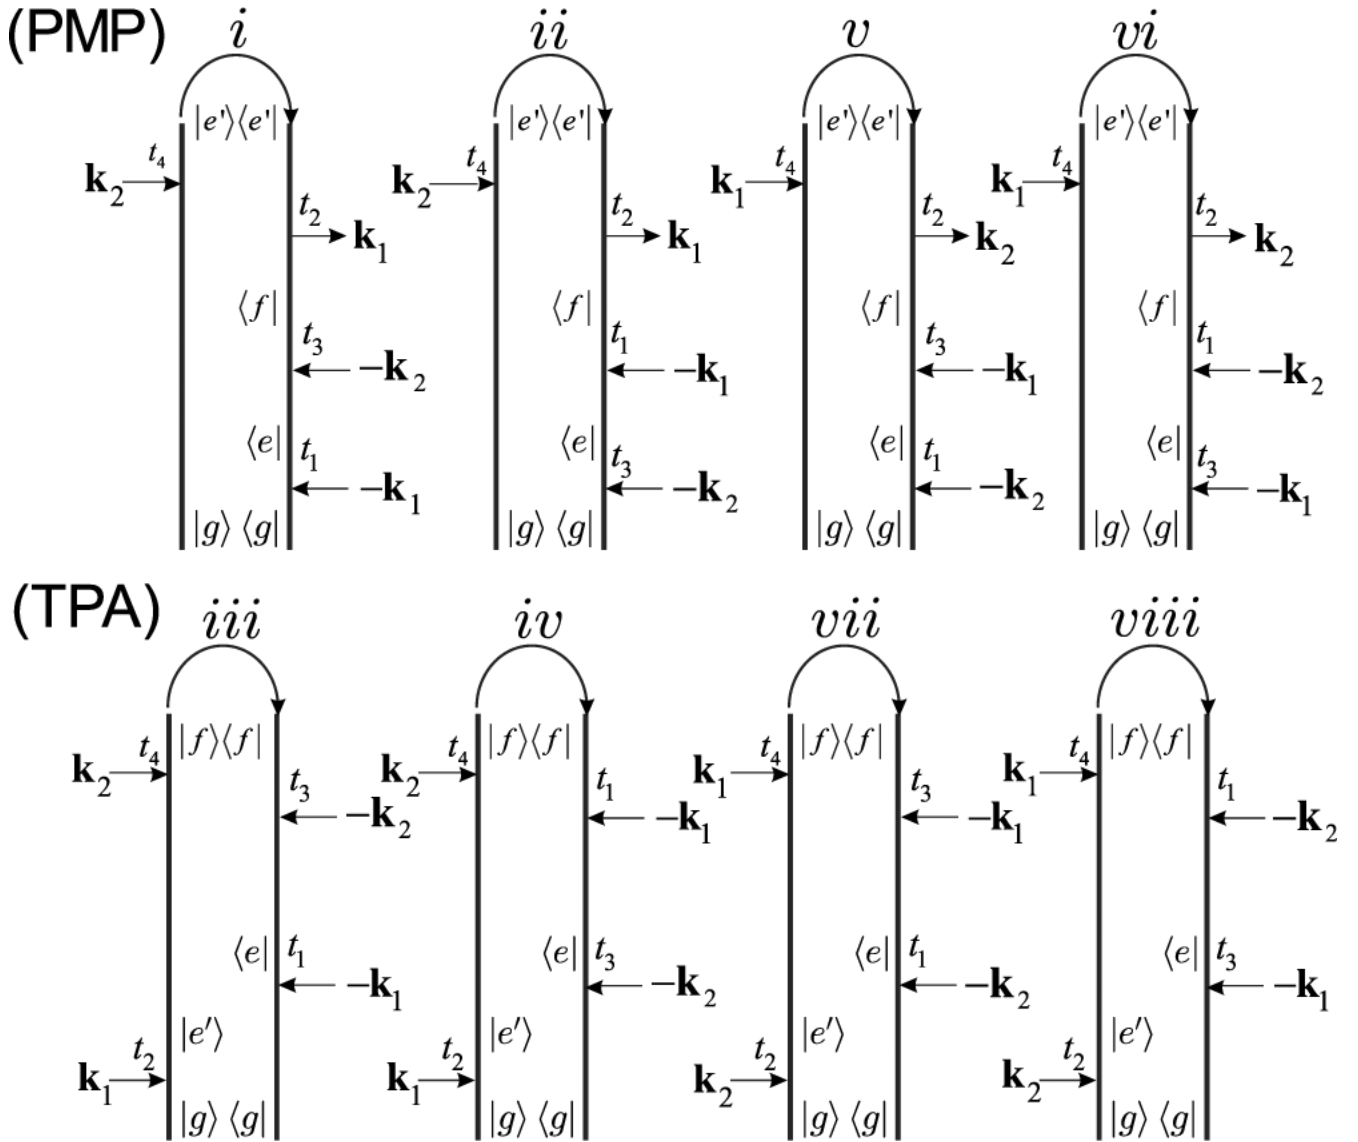 (PMP) i ii v vi
|e'⟩⟨e'| |e'⟩⟨e'| |e'⟩⟨e'| |e'⟩⟨e'|
k₂ t₄ k₂ t₄ k₁ t₄ k₁ t₄
t₂ k₁ t₂ k₁ t₂ k₂ t₂ k₂
⟨f| ⟨f| ⟨f| ⟨f|
t₃ –k₂ t₁ –k₁ t₃ –k₁ t₁ –k₂
⟨e| ⟨e| ⟨e| ⟨e|
t₁ –k₁ t₃ –k₂ t₁ –k₂ t₃ –k₁
|g⟩ ⟨g| |g⟩ ⟨g| |g⟩ ⟨g| |g⟩ ⟨g|
(TPA) iii iv vii viii
|f⟩⟨f| |f⟩⟨f| |f⟩⟨f| |f⟩⟨f|
k₂ t₄ k₂ t₄ k₁ t₄ k₁ t₄
t₃ –k₂ t₁ –k₁ t₃ –k₁ t₁ –k₂
⟨e| t₁ ⟨e| t₃ ⟨e| t₁ ⟨e| t₃
–k₁ –k₂ –k₂ –k₁
|e′⟩ |e′⟩ |e′⟩ |e′⟩
k₁ t₂ k₁ t₂ k₂ t₂ k₂ t₂
|g⟩ ⟨g| |g⟩ ⟨g| |g⟩ ⟨g| |g⟩ ⟨g|